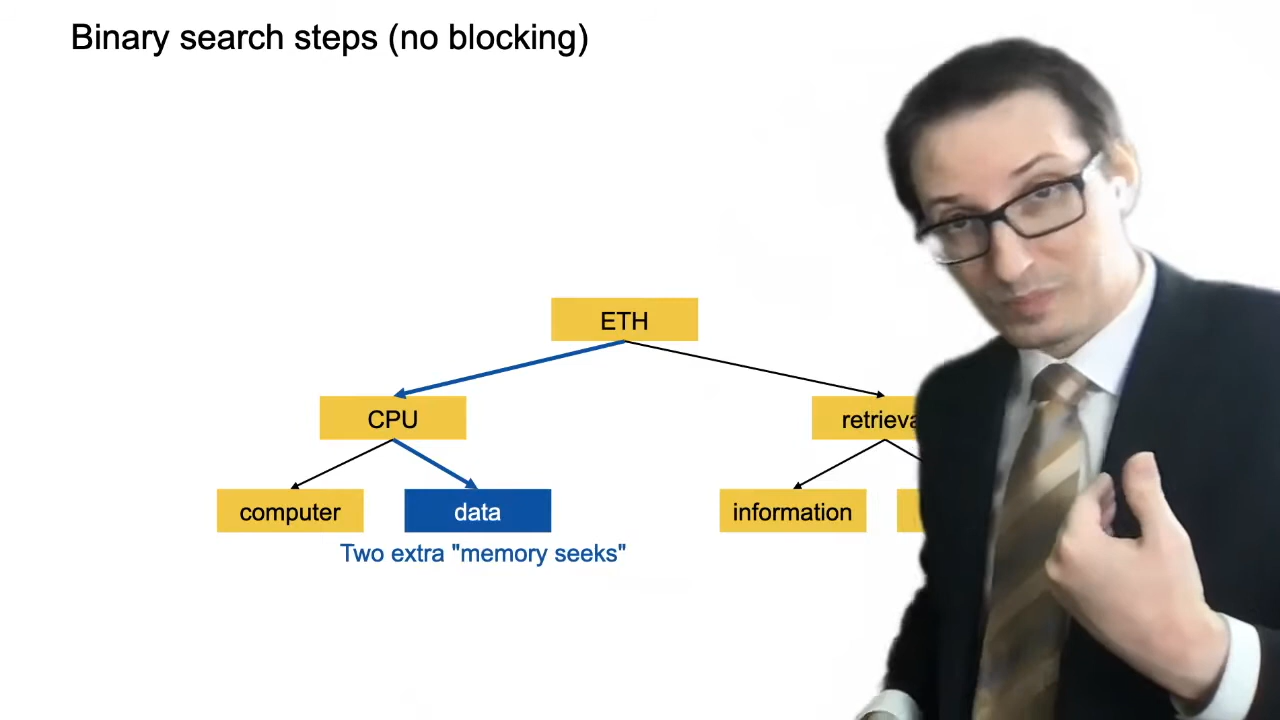 Binary search steps (no blocking)
ETH
CPU
computer
data
information
Two extra "memory seeks"